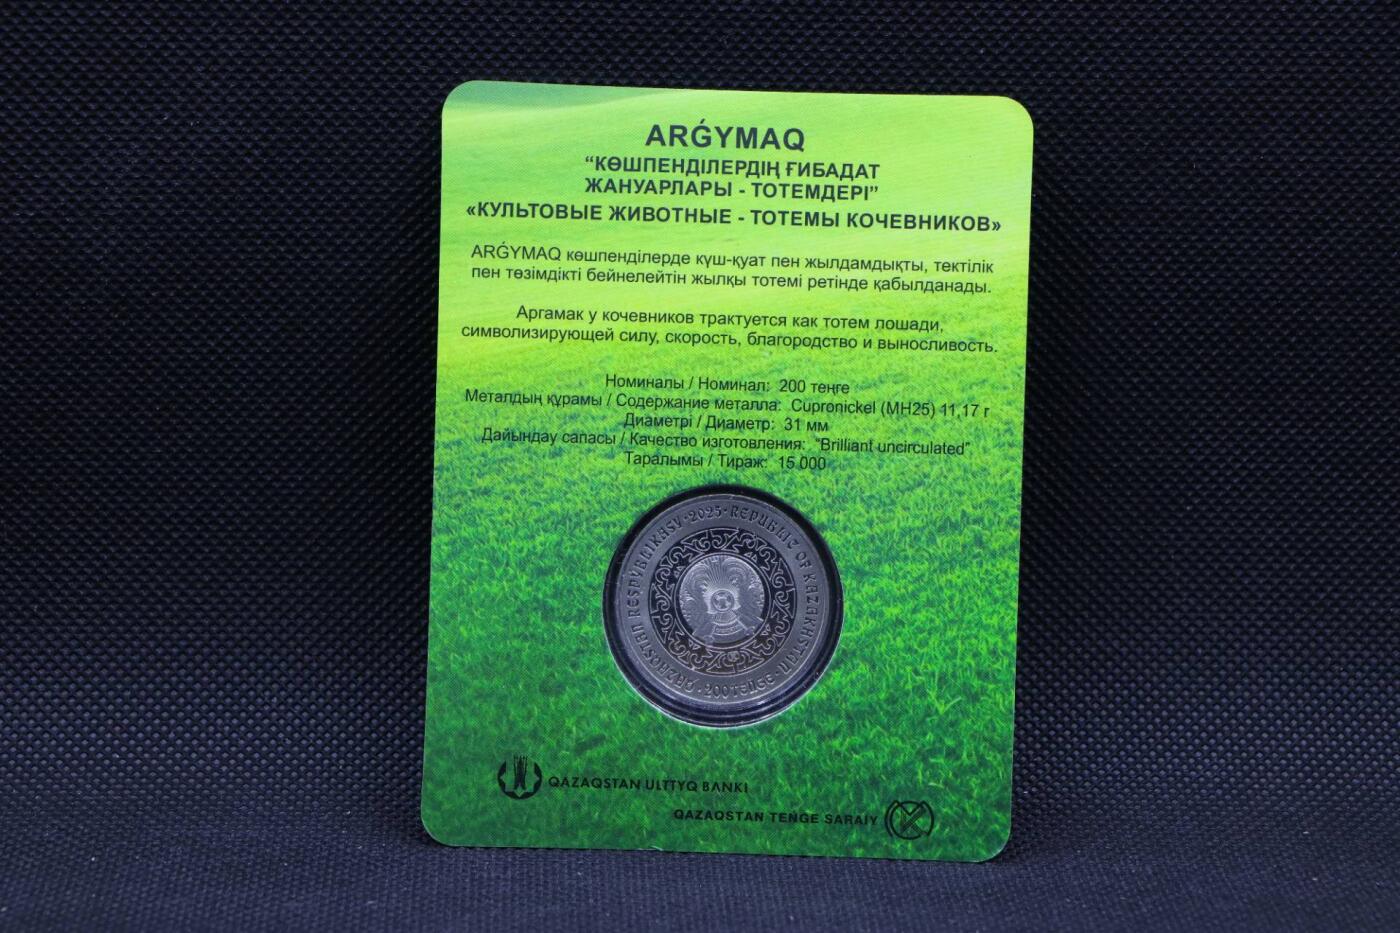 ARǴYMAQ
“КӨШПЕНДІЛЕРДІҢ ҒИБАДАТ
ЖАНУАРЛАРЫ - ТОТЕМДЕРІ”
«КУЛЬТОВЫЕ ЖИВОТНЫЕ - ТОТЕМЫ КОЧЕВНИКОВ»
ARǴYMAQ көшпенділерде күш-қуат пен жылдамдықты, тектілік
пен төзімдікті бейнелейтін жылқы тотемі ретінде қабылданады.
Аргамак у кочевников трактуется как тотем лошади,
символизирующей силу, скорость, благородство и выносливость.
Номиналы / Номинал: 200 теңге
Металдың құрамы / Содержание металла: Cupronickel (МН25) 11,17 г
Диаметрі / Диаметр: 31 мм
Дайындау сапасы / Качество изготовления: “Brilliant uncirculated”
Таралымы / Тираж: 15 000
QAZAQSTAN RESPÝBLIKASY · 2025 · REPUBLIC OF KAZAKHSTAN · 200 TEŃGE ·
QAZAQSTAN ULTTYQ BANKI
QAZAQSTAN TEŃGE SARAIY